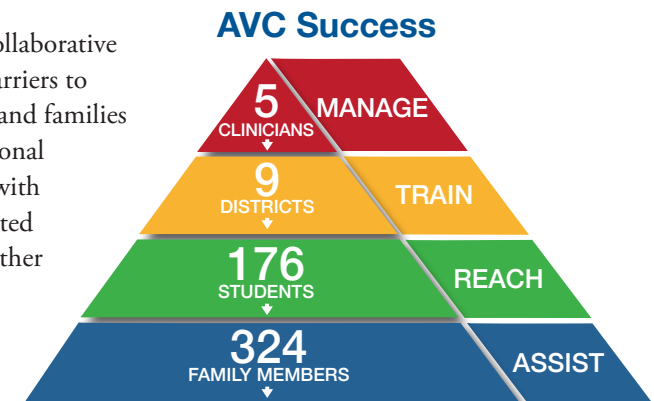 AVC Success
ollaborative
arriers to
and families
onal
with
ted
ther
5
CLINICIANS
MANAGE
9
DISTRICTS
TRAIN
176
STUDENTS
REACH
324
FAMILY MEMBERS
ASSIST